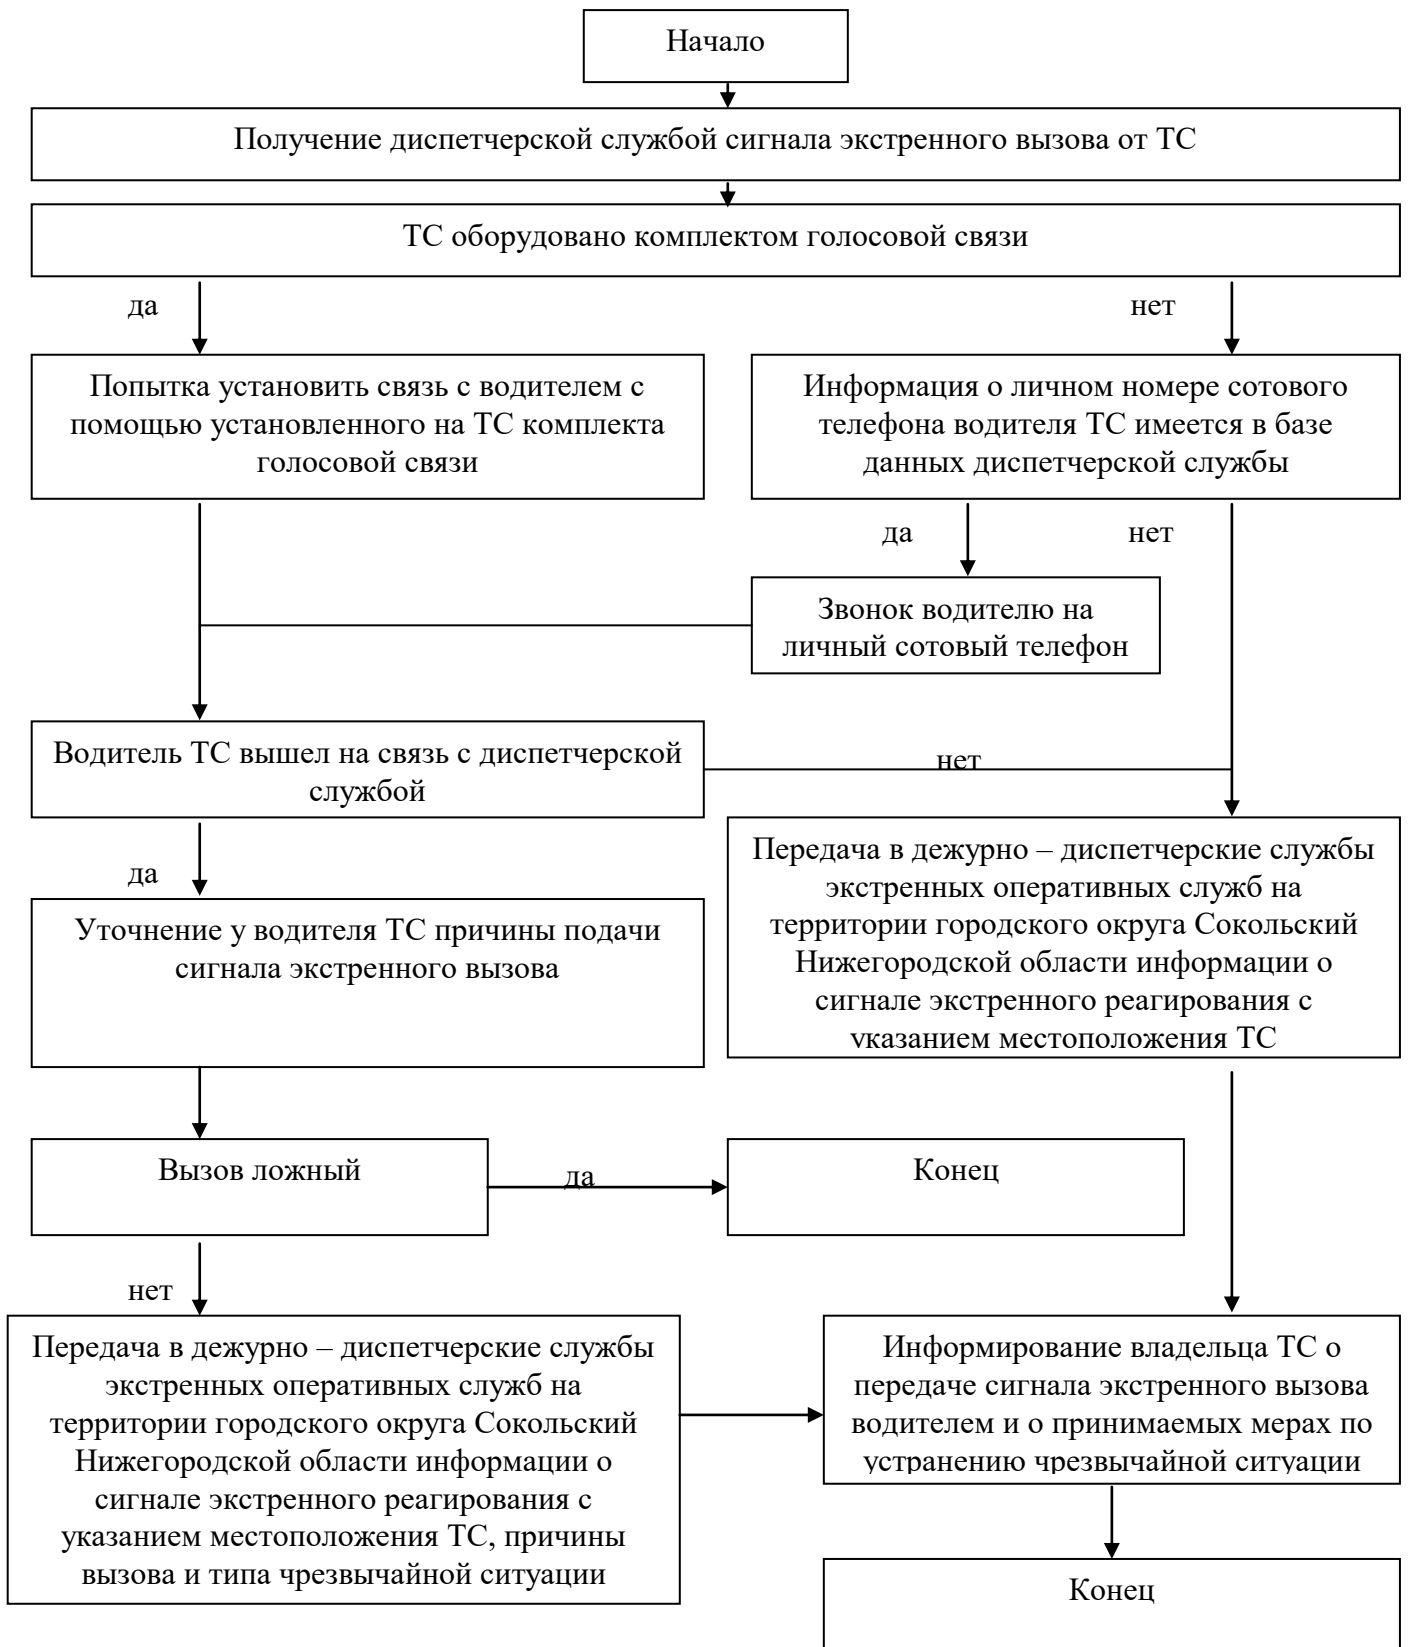 Начало
Получение диспетчерской службой сигнала экстренного вызова от ТС
ТС оборудовано комплектом голосовой связи
да
нет
Попытка установить связь с водителем с
помощью установленного на ТС комплекта
голосовой связи
Информация о личном номере сотового
телефона водителя ТС имеется в базе
данных диспетчерской службы
да
нет
Звонок водителю на
личный сотовый телефон
Водитель ТС вышел на связь с диспетчерской
службой
нет
да
Передача в дежурно – диспетчерские службы
экстренных оперативных служб на
территории городского округа Сокольский
Нижегородской области информации о
сигнале экстренного реагирования с
указанием местоположения ТС
Уточнение у водителя ТС причины подачи
сигнала экстренного вызова
Вызов ложный
да
Конец
нет
Передача в дежурно – диспетчерские службы
экстренных оперативных служб на
территории городского округа Сокольский
Нижегородской области информации о
сигнале экстренного реагирования с
указанием местоположения ТС, причины
вызова и типа чрезвычайной ситуации
Информирование владельца ТС о
передаче сигнала экстренного вызова
водителем и о принимаемых мерах по
устранению чрезвычайной ситуации
Конец